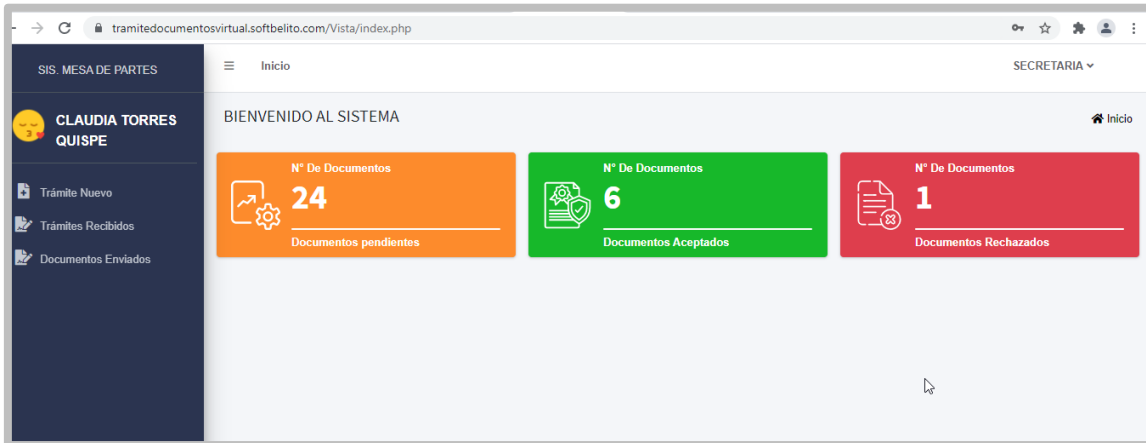 tramitedocumentosvirtual.softbelito.com/Vista/index.php
SIS. MESA DE PARTES
Inicio
SECRETARIA
CLAUDIA TORRES
QUISPE
BIENVENIDO AL SISTEMA
Inicio
N° De Documentos
24
Documentos pendientes
N° De Documentos
6
Documentos Aceptados
N° De Documentos
1
Documentos Rechazados
Trámite Nuevo
Trámites Recibidos
Documentos Enviados